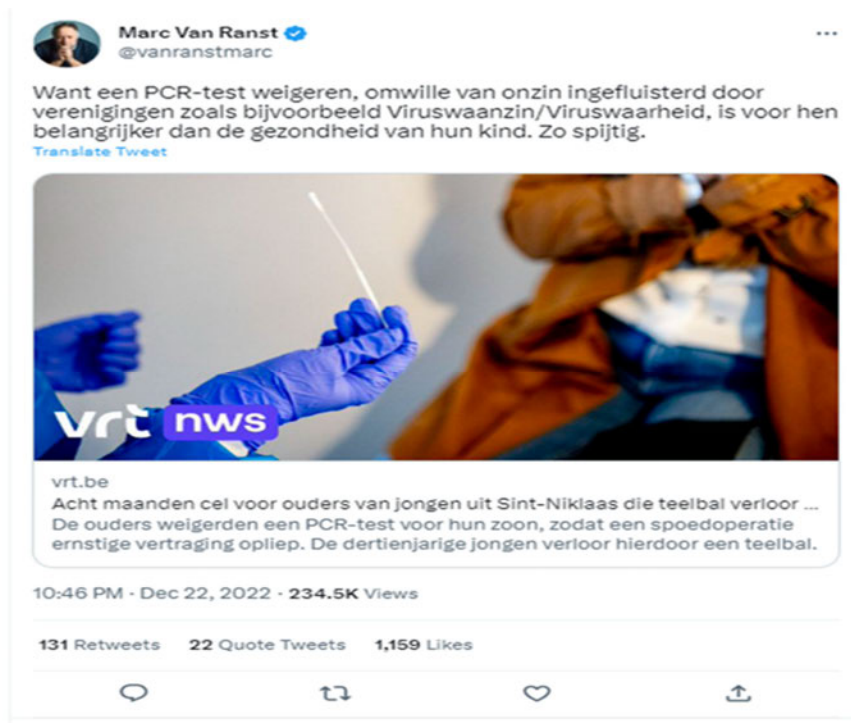 Marc Van Ranst
@vanranstmarc
Want een PCR-test weigeren, omwille van onzin ingefluisterd door
verenigingen zoals bijvoorbeeld Viruswaanzin/Viruswaarheid, is voor hen
belangrijker dan de gezondheid van hun kind. Zo spijtig.
Translate Tweet
vrt nws
vrt.be
Acht maanden cel voor ouders van jongen uit Sint-Niklaas die teelbal verloor ...
De ouders weigerden een PCR-test voor hun zoon, zodat een spoedoperatie
ernstige vertraging opliep. De dertienjarige jongen verloor hierdoor een teelbal.
10:46 PM · Dec 22, 2022 · 234.5K Views
131 Retweets 22 Quote Tweets 1,159 Likes